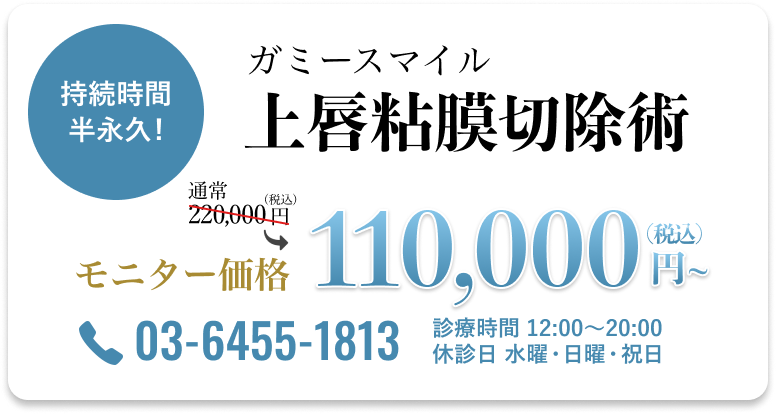 持続時間
半永久！
ガミースマイル
上唇粘膜切除術
通常
220,000円（税込）
モニター価格
110,000円～（税込）
03-6455-1813
診療時間 12:00～20:00
休診日 水曜・日曜・祝日